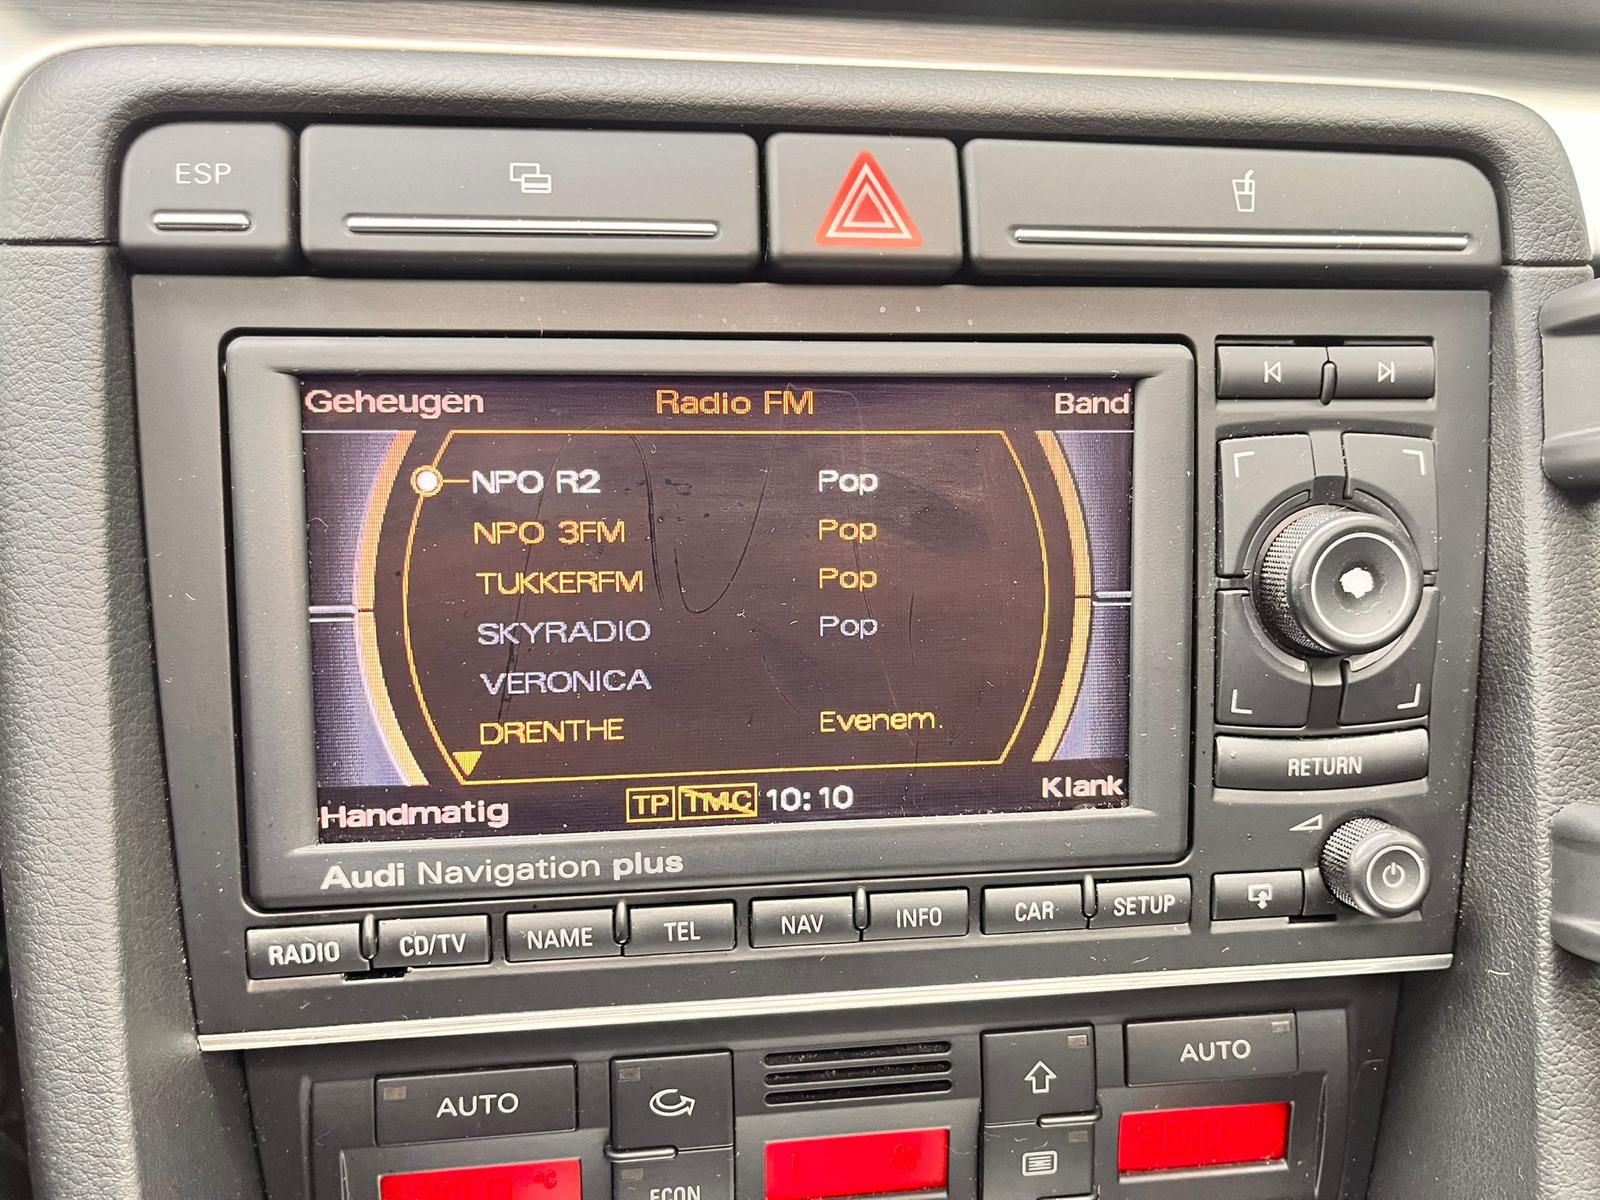 ESP
Geheugen Radio FM Band
NPO R2 Pop
NPO 3FM Pop
TUKKERFM Pop
SKYRADIO Pop
VERONICA
DRENTHE Evenem.
Handmatig TP TMC 10:10 Klank
RETURN
Audi Navigation plus
RADIO CD/TV NAME TEL NAV INFO CAR SETUP
AUTO AUTO
ECON